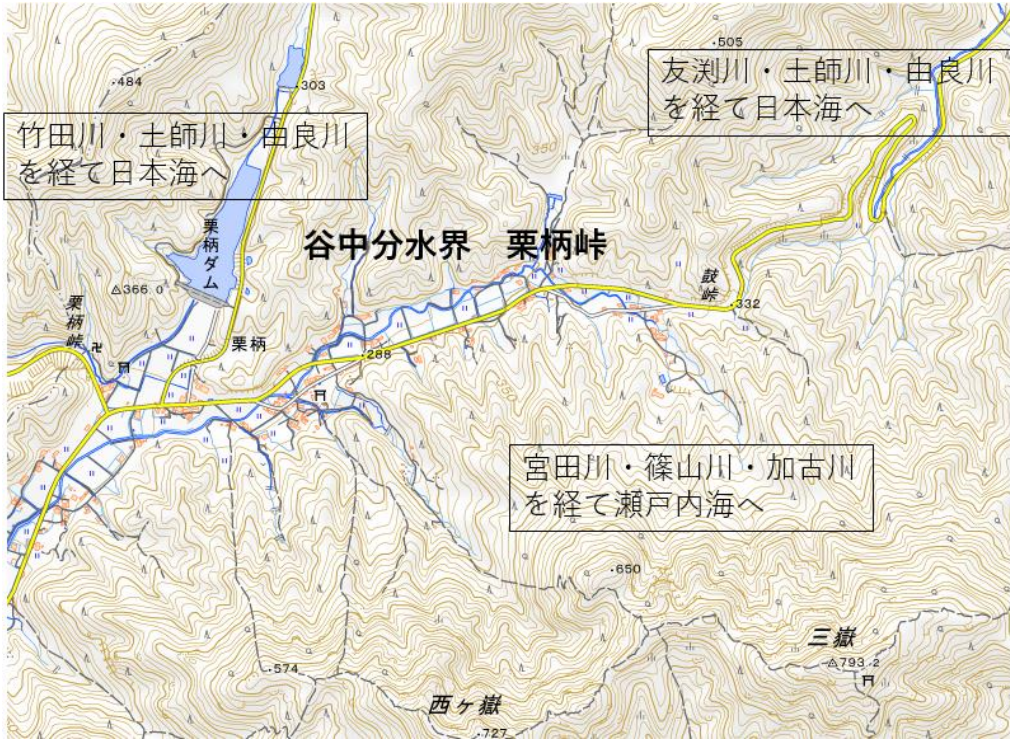 ・505
友渕川・土師川・由良川
を経て日本海へ
・484
・303
竹田川・土師川・由良川
を経て日本海へ
350
栗柄ダム
谷中分水界　栗柄峠
△366.0
鼓峠
・332
栗柄峠
栗柄
・288
350
宮田川・篠山川・加古川
を経て瀬戸内海へ
・650
三嶽
△793.2
・574
西ヶ嶽
・727